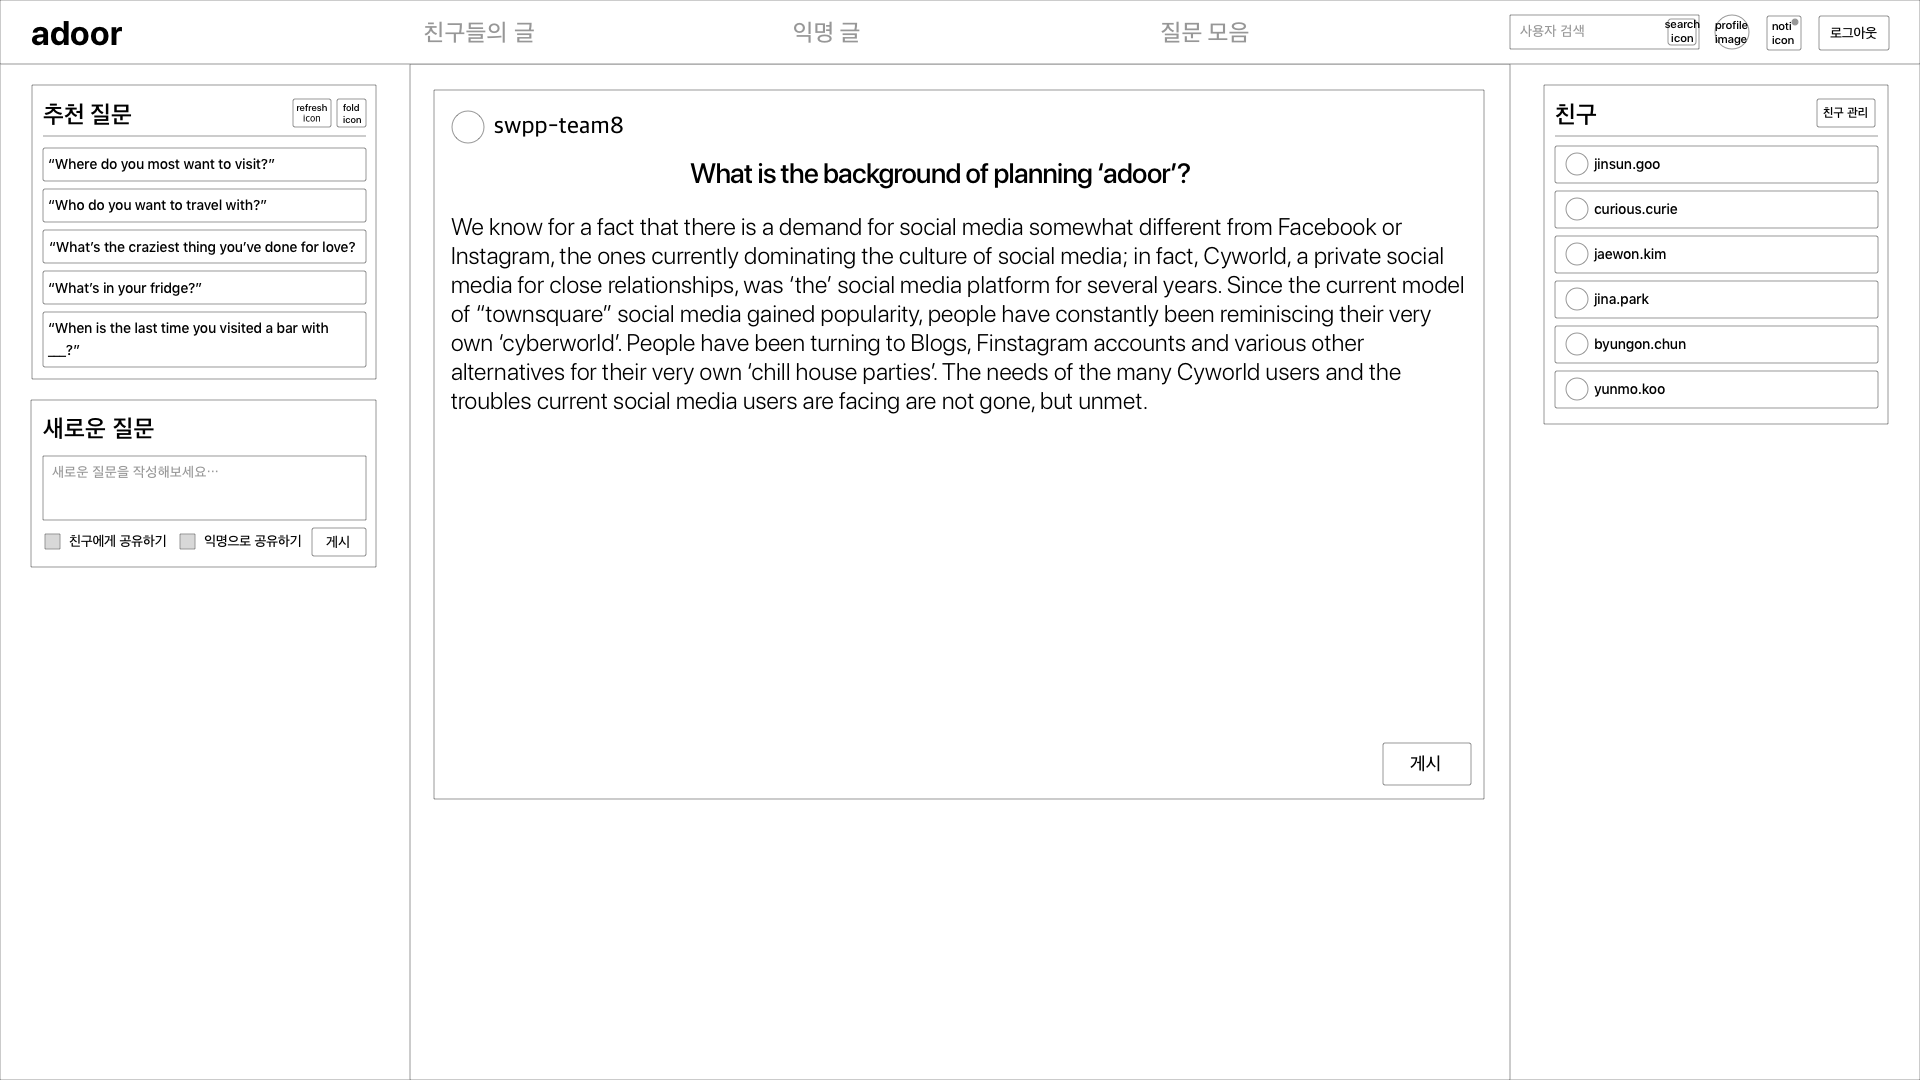 adoor
친구들의 글
익명 글
질문 모음
사용자 검색
search
icon
profile
image
noti
icon
로그아웃
추천 질문
refresh
icon
fold
icon
“Where do you most want to visit?”
“Who do you want to travel with?”
“What’s the craziest thing you’ve done for love?
“What’s in your fridge?”
“When is the last time you visited a bar with
__?”
새로운 질문
새로운 질문을 작성해보세요…
친구에게 공유하기
익명으로 공유하기
게시
swpp-team8
What is the background of planning ‘adoor’?
We know for a fact that there is a demand for social media somewhat different from Facebook or
Instagram, the ones currently dominating the culture of social media; in fact, Cyworld, a private social
media for close relationships, was ‘the’ social media platform for several years. Since the current model
of “townsquare” social media gained popularity, people have constantly been reminiscing their very
own ‘cyberworld’. People have been turning to Blogs, Finstagram accounts and various other
alternatives for their very own ‘chill house parties’. The needs of the many Cyworld users and the
troubles current social media users are facing are not gone, but unmet.
게시
친구
친구 관리
jinsun.goo
curious.curie
jaewon.kim
jina.park
byungon.chun
yunmo.koo